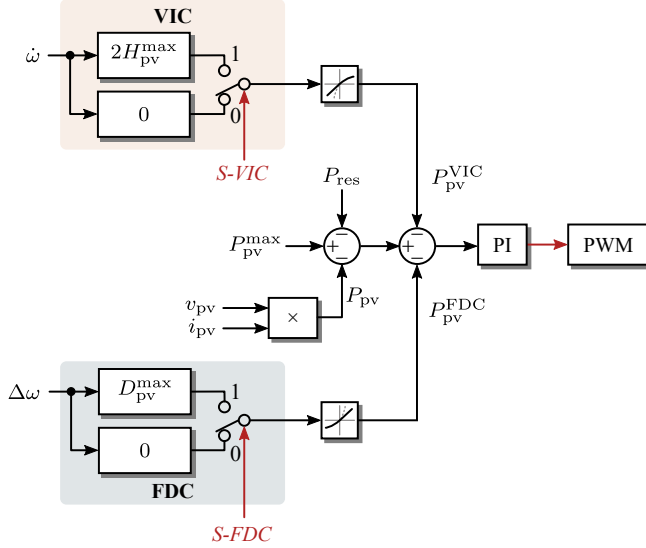 VIC
ω̇
2H_pv^max
1
0
0
S-VIC
P_res
P_pv^VIC
P_pv^max
+
−
−
+
−
−
PI
PWM
P_pv
P_pv^FDC
v_pv
i_pv
×
Δω
D_pv^max
1
0
0
FDC
S-FDC